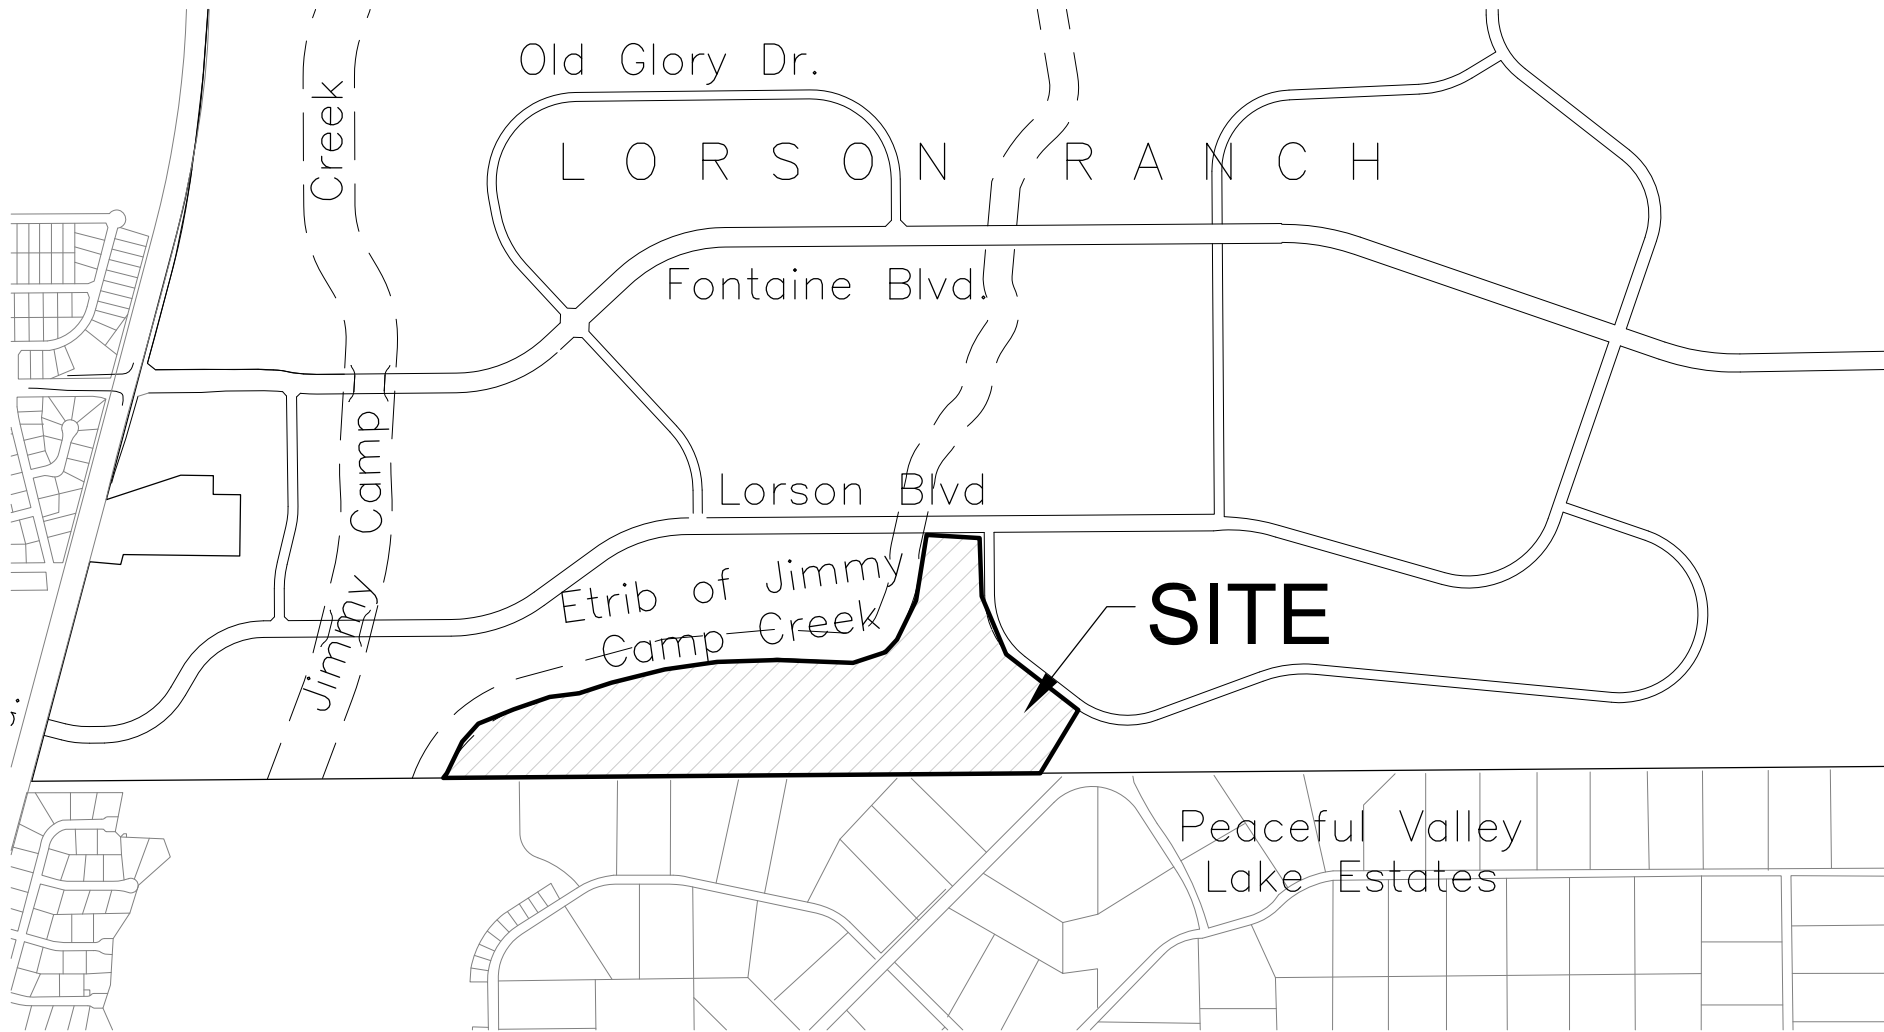 Old Glory Dr.
Creek
LORSON RANCH
Fontaine Blvd.
Camp
Lorson Blvd
Jimmy
Etrib of Jimmy
Camp Creek
SITE
Peaceful Valley
Lake Estates